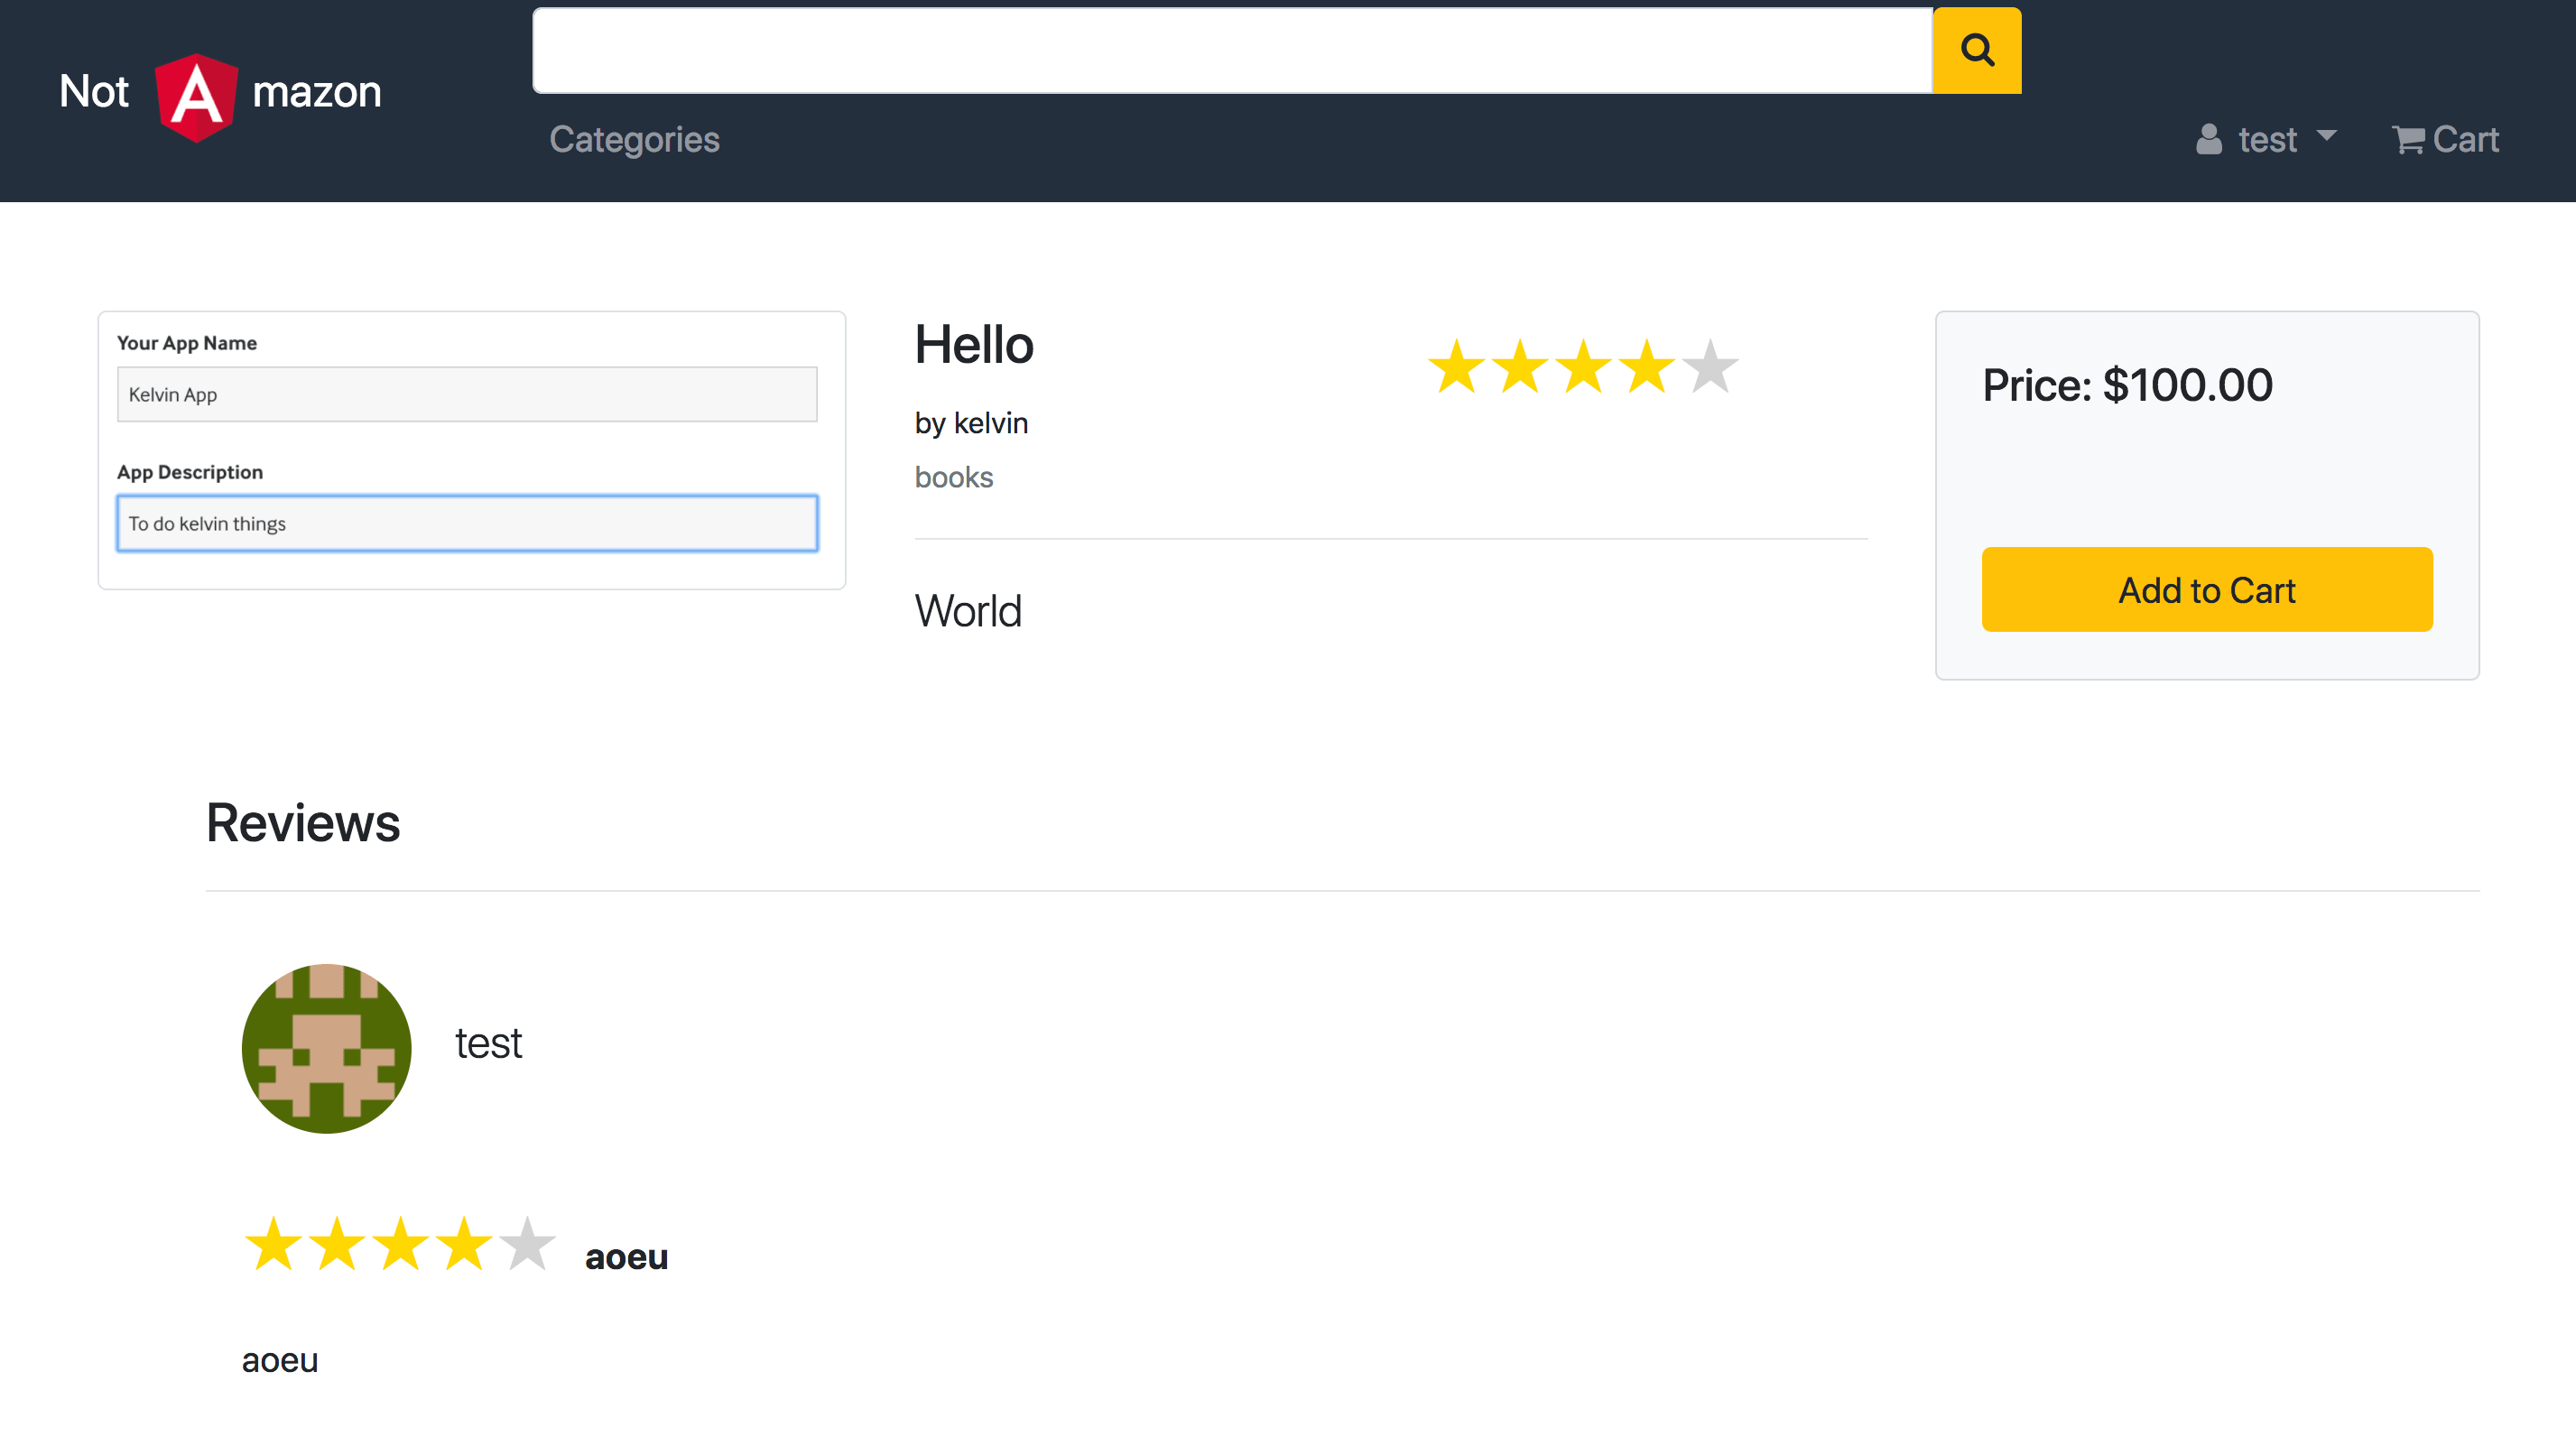 Not A mazon
Categories
test
Cart
Your App Name
Kelvin App
App Description
To do kelvin things
Hello
by kelvin
books
World
Price: $100.00
Add to Cart
Reviews
test
aoeu
aoeu